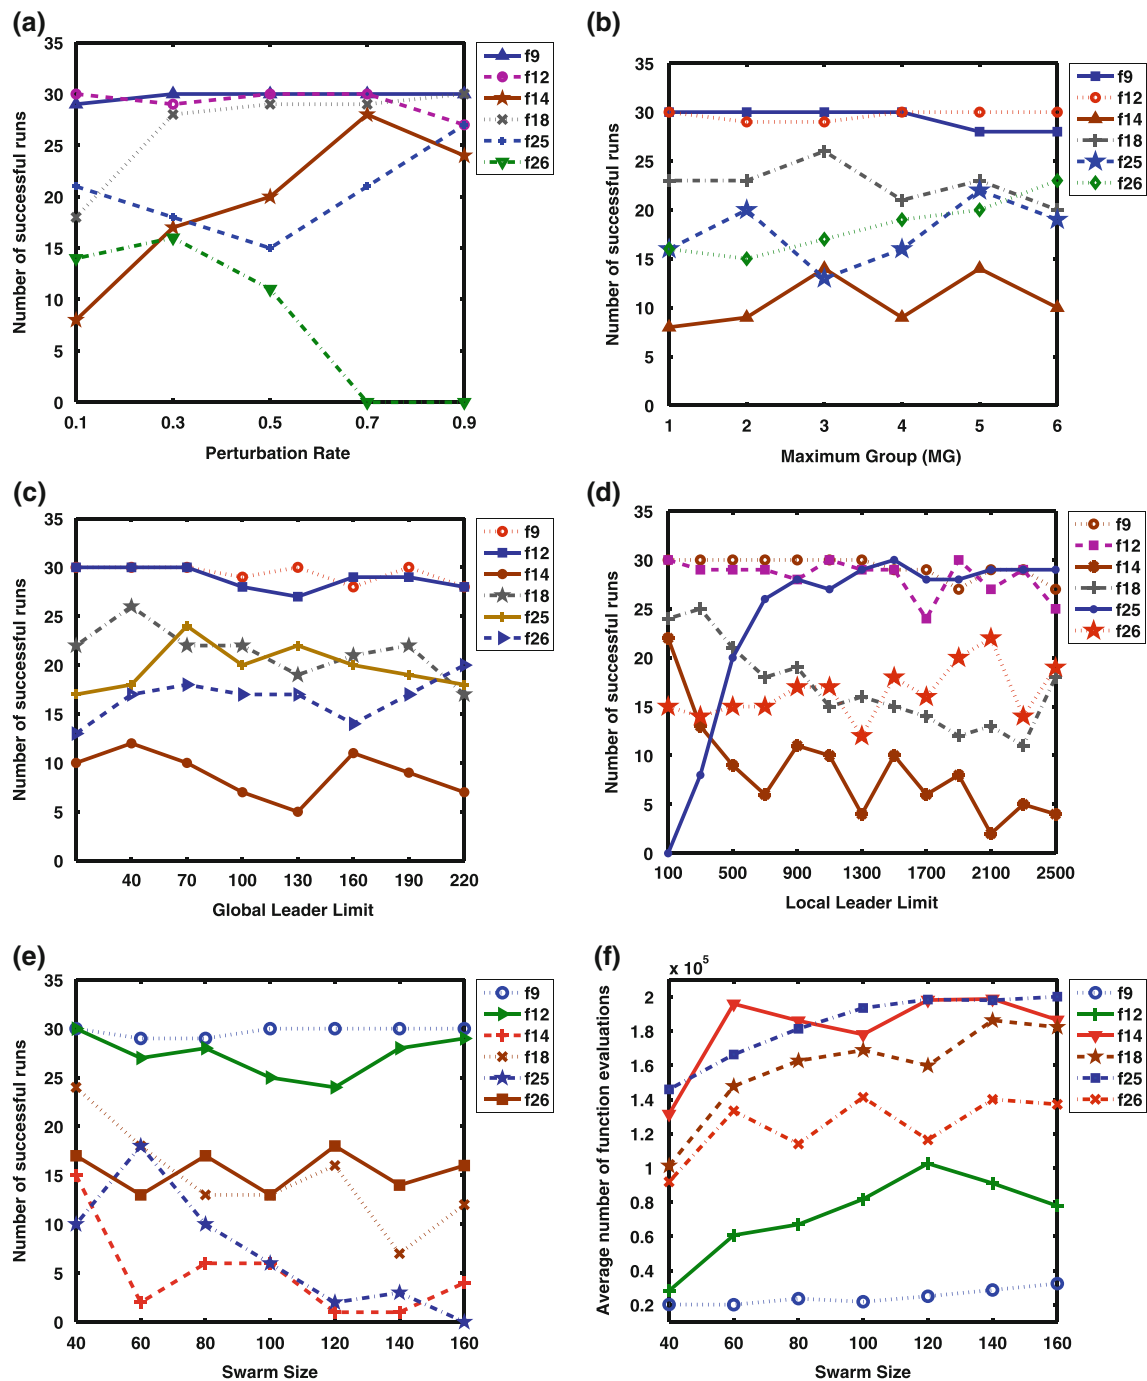 (a)
35
30
25
20
15
10
5
0
0.1 0.3 0.5 0.7 0.9
Number of successful runs
Perturbation Rate
f9
f12
f14
f18
f25
f26
(b)
35
30
25
20
15
10
5
0
1 2 3 4 5 6
Number of successful runs
Maximum Group (MG)
f9
f12
f14
f18
f25
f26
(c)
35
30
25
20
15
10
5
0
40 70 100 130 160 190 220
Number of successful runs
Global Leader Limit
f9
f12
f14
f18
f25
f26
(d)
35
30
25
20
15
10
5
0
100 500 900 1300 1700 2100 2500
Number of successful runs
Local Leader Limit
f9
f12
f14
f18
f25
f26
(e)
35
30
25
20
15
10
5
0
40 60 80 100 120 140 160
Number of successful runs
Swarm Size
f9
f12
f14
f18
f25
f26
(f)
x 10^5
2
1.8
1.6
1.4
1.2
1
0.8
0.6
0.4
0.2
40 60 80 100 120 140 160
Average number of function evaluations
Swarm Size
f9
f12
f14
f18
f25
f26